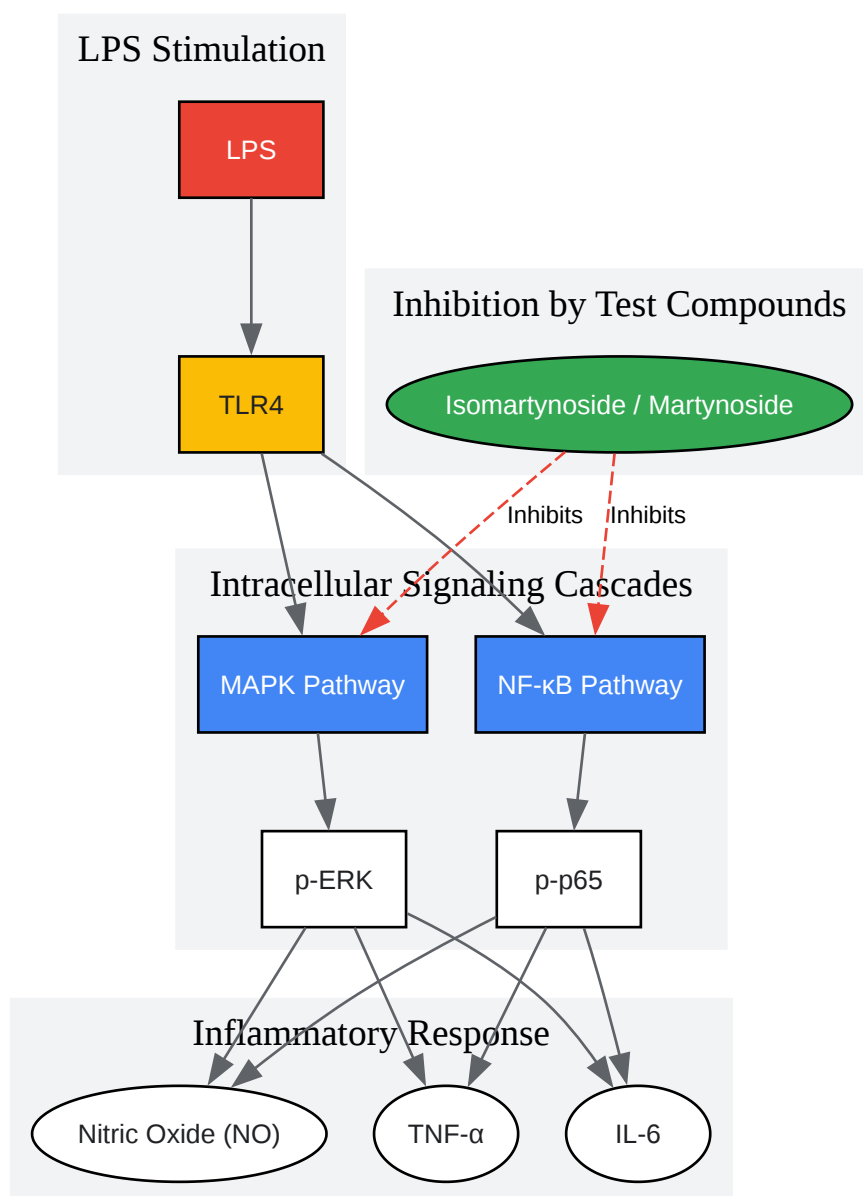 LPS Stimulation
LPS
Inhibition by Test Compounds
TLR4
Isomartynoside / Martynoside
Inhibits
Inhibits
Intracellular Signaling Cascades
MAPK Pathway
NF-κB Pathway
p-ERK
p-p65
Inflammatory Response
Nitric Oxide (NO)
TNF-α
IL-6